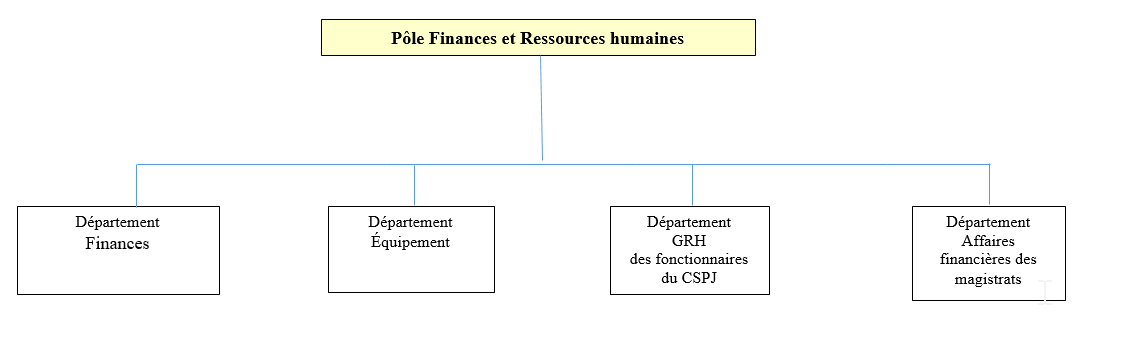 Pôle Finances et Ressources humaines
Département
Finances
Département
Équipement
Département
GRH
des fonctionnaires
du CSPJ
Département
Affaires
financières des
magistrats